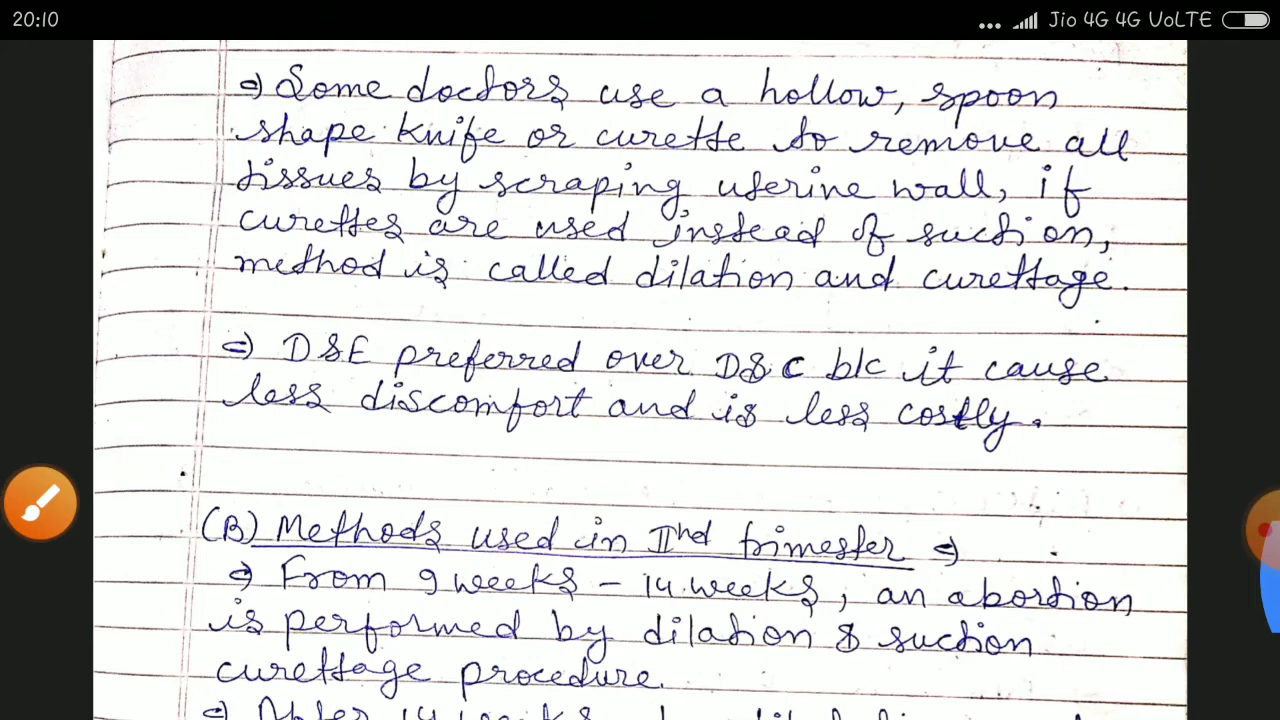 20:10
... Jio 4G 4G VoLTE
⇒ Some doctors use a hollow, spoon
shape knife or curette to remove all
tissues by scraping uterine wall, if
curettes are used instead of suction,
method is called dilation and curettage.
⇒ D&E preferred over D&C b/c it cause
less discomfort and is less costly.
(B) Methods used in IInd trimester ⇒
⇒ From 9 weeks - 14 weeks, an abortion
is performed by dilation & suction
curettage procedure.
⇒ After 14 weeks